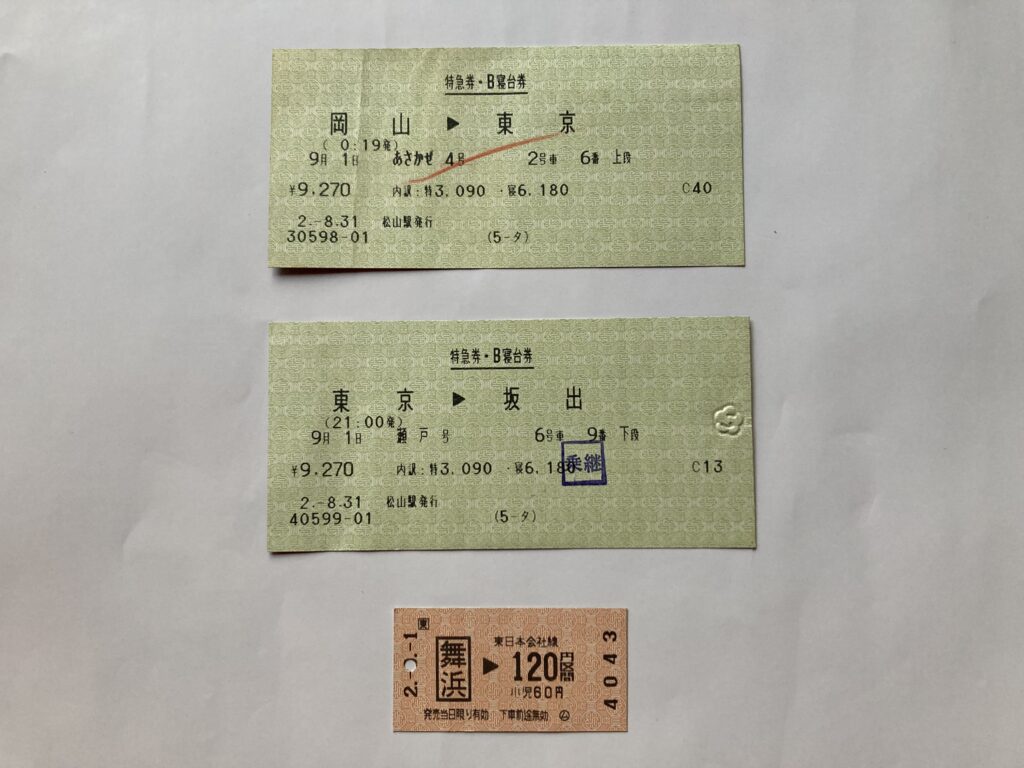 特急券・B寝台券
岡 山 ▶ 東 京
( 0:19発)
9月 1日 あさかぜ 4号 2号車 6番 上段
¥9,270 内訳:特3,090 ・寝6,180 C40
2.-8.31 松山駅発行
30598-01 (5-タ)
特急券・B寝台券
東 京 ▶ 坂 出
(21:00発)
9月 1日 瀬戸号 6号車 9番 下段
¥9,270 内訳:特3,090 ・寝6,180 C13
乗継
2.-8.31 松山駅発行
40599-01 (5-タ)
2.-9.-1 東
舞浜 ▶ 東日本会社線
120円区間
小児60円
発売当日限り有効 下車前途無効 ム
4043